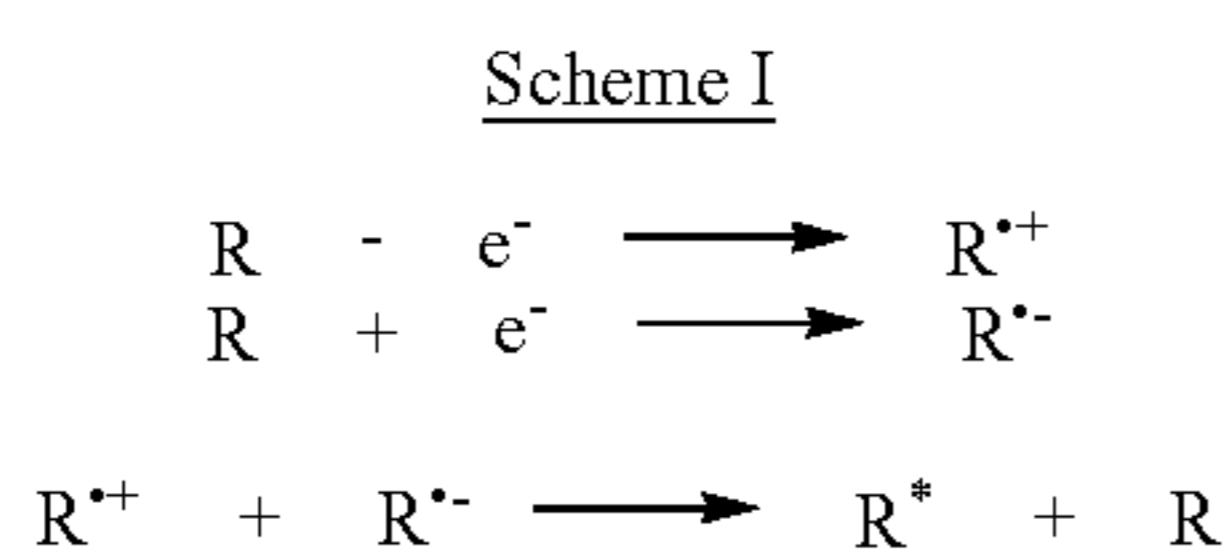 Scheme I
R - e⁻ ⟶ R•⁺
R + e⁻ ⟶ R•⁻
R•⁺ + R•⁻ ⟶ R* + R